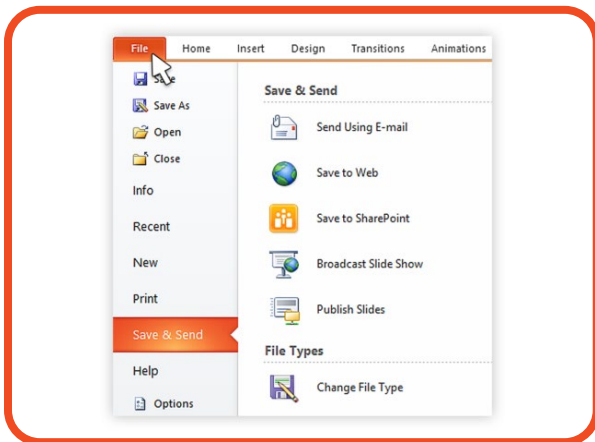 File Home Insert Design Transitions Animations
Save
Save As
Open
Close
Info
Recent
New
Print
Save & Send
Help
Options
Save & Send
Send Using E-mail
Save to Web
Save to SharePoint
Broadcast Slide Show
Publish Slides
File Types
Change File Type